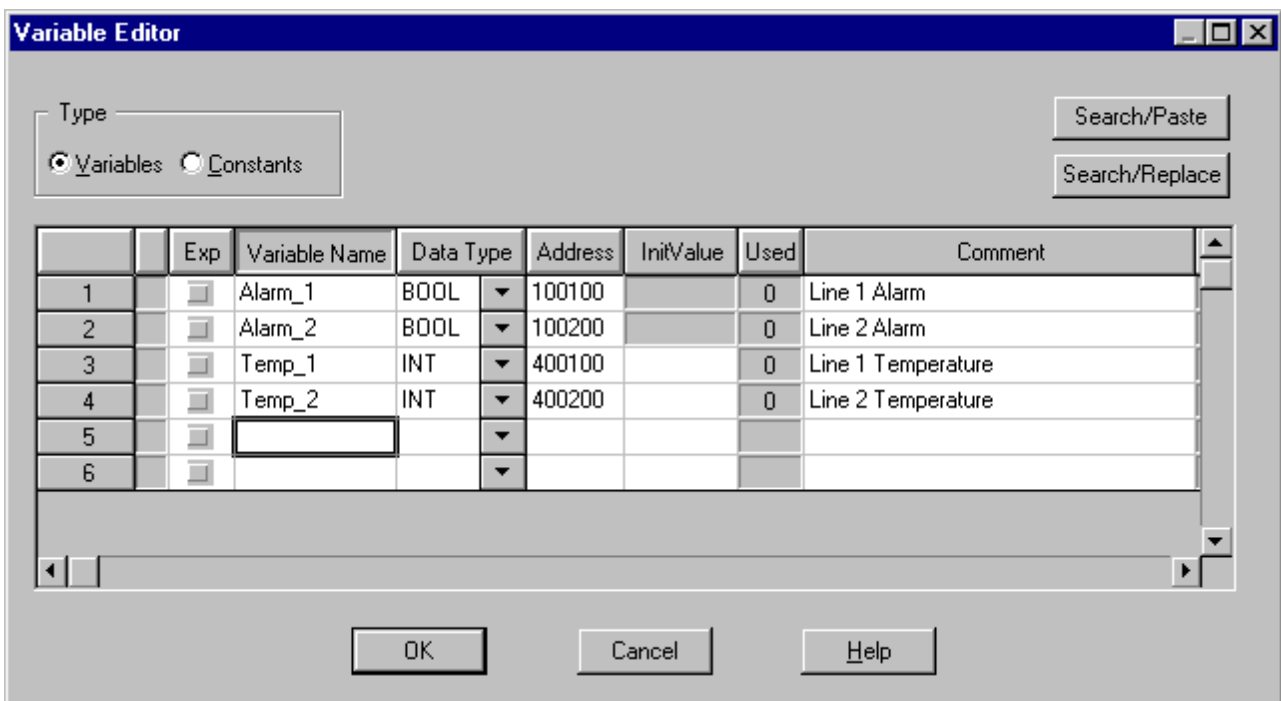 Variable Editor
Type
Variables Constants
Search/Paste
Search/Replace
Exp Variable Name Data Type Address InitValue Used Comment
1 Alarm_1 BOOL 100100 0 Line 1 Alarm
2 Alarm_2 BOOL 100200 0 Line 2 Alarm
3 Temp_1 INT 400100 0 Line 1 Temperature
4 Temp_2 INT 400200 0 Line 2 Temperature
5
6
OK Cancel Help